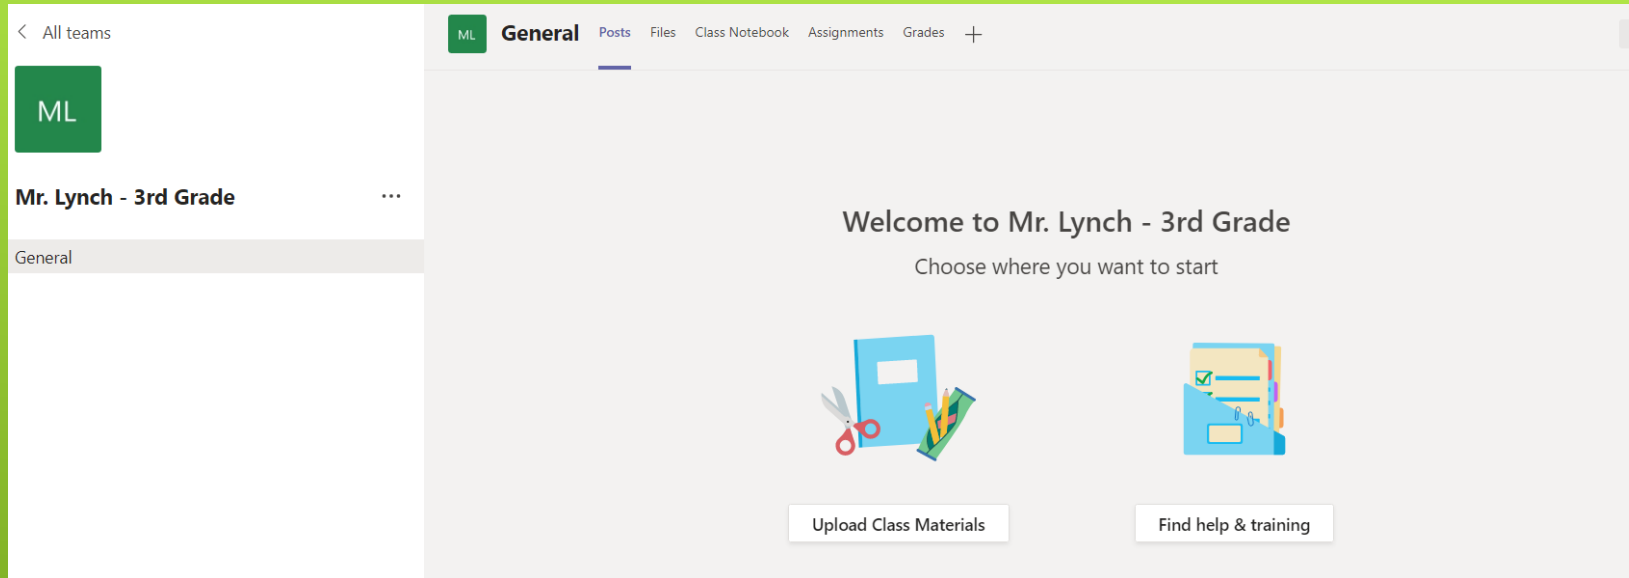 All teams
ML
Mr. Lynch - 3rd Grade
...
General
ML
General Posts Files Class Notebook Assignments Grades +
Welcome to Mr. Lynch - 3rd Grade
Choose where you want to start
Upload Class Materials
Find help & training